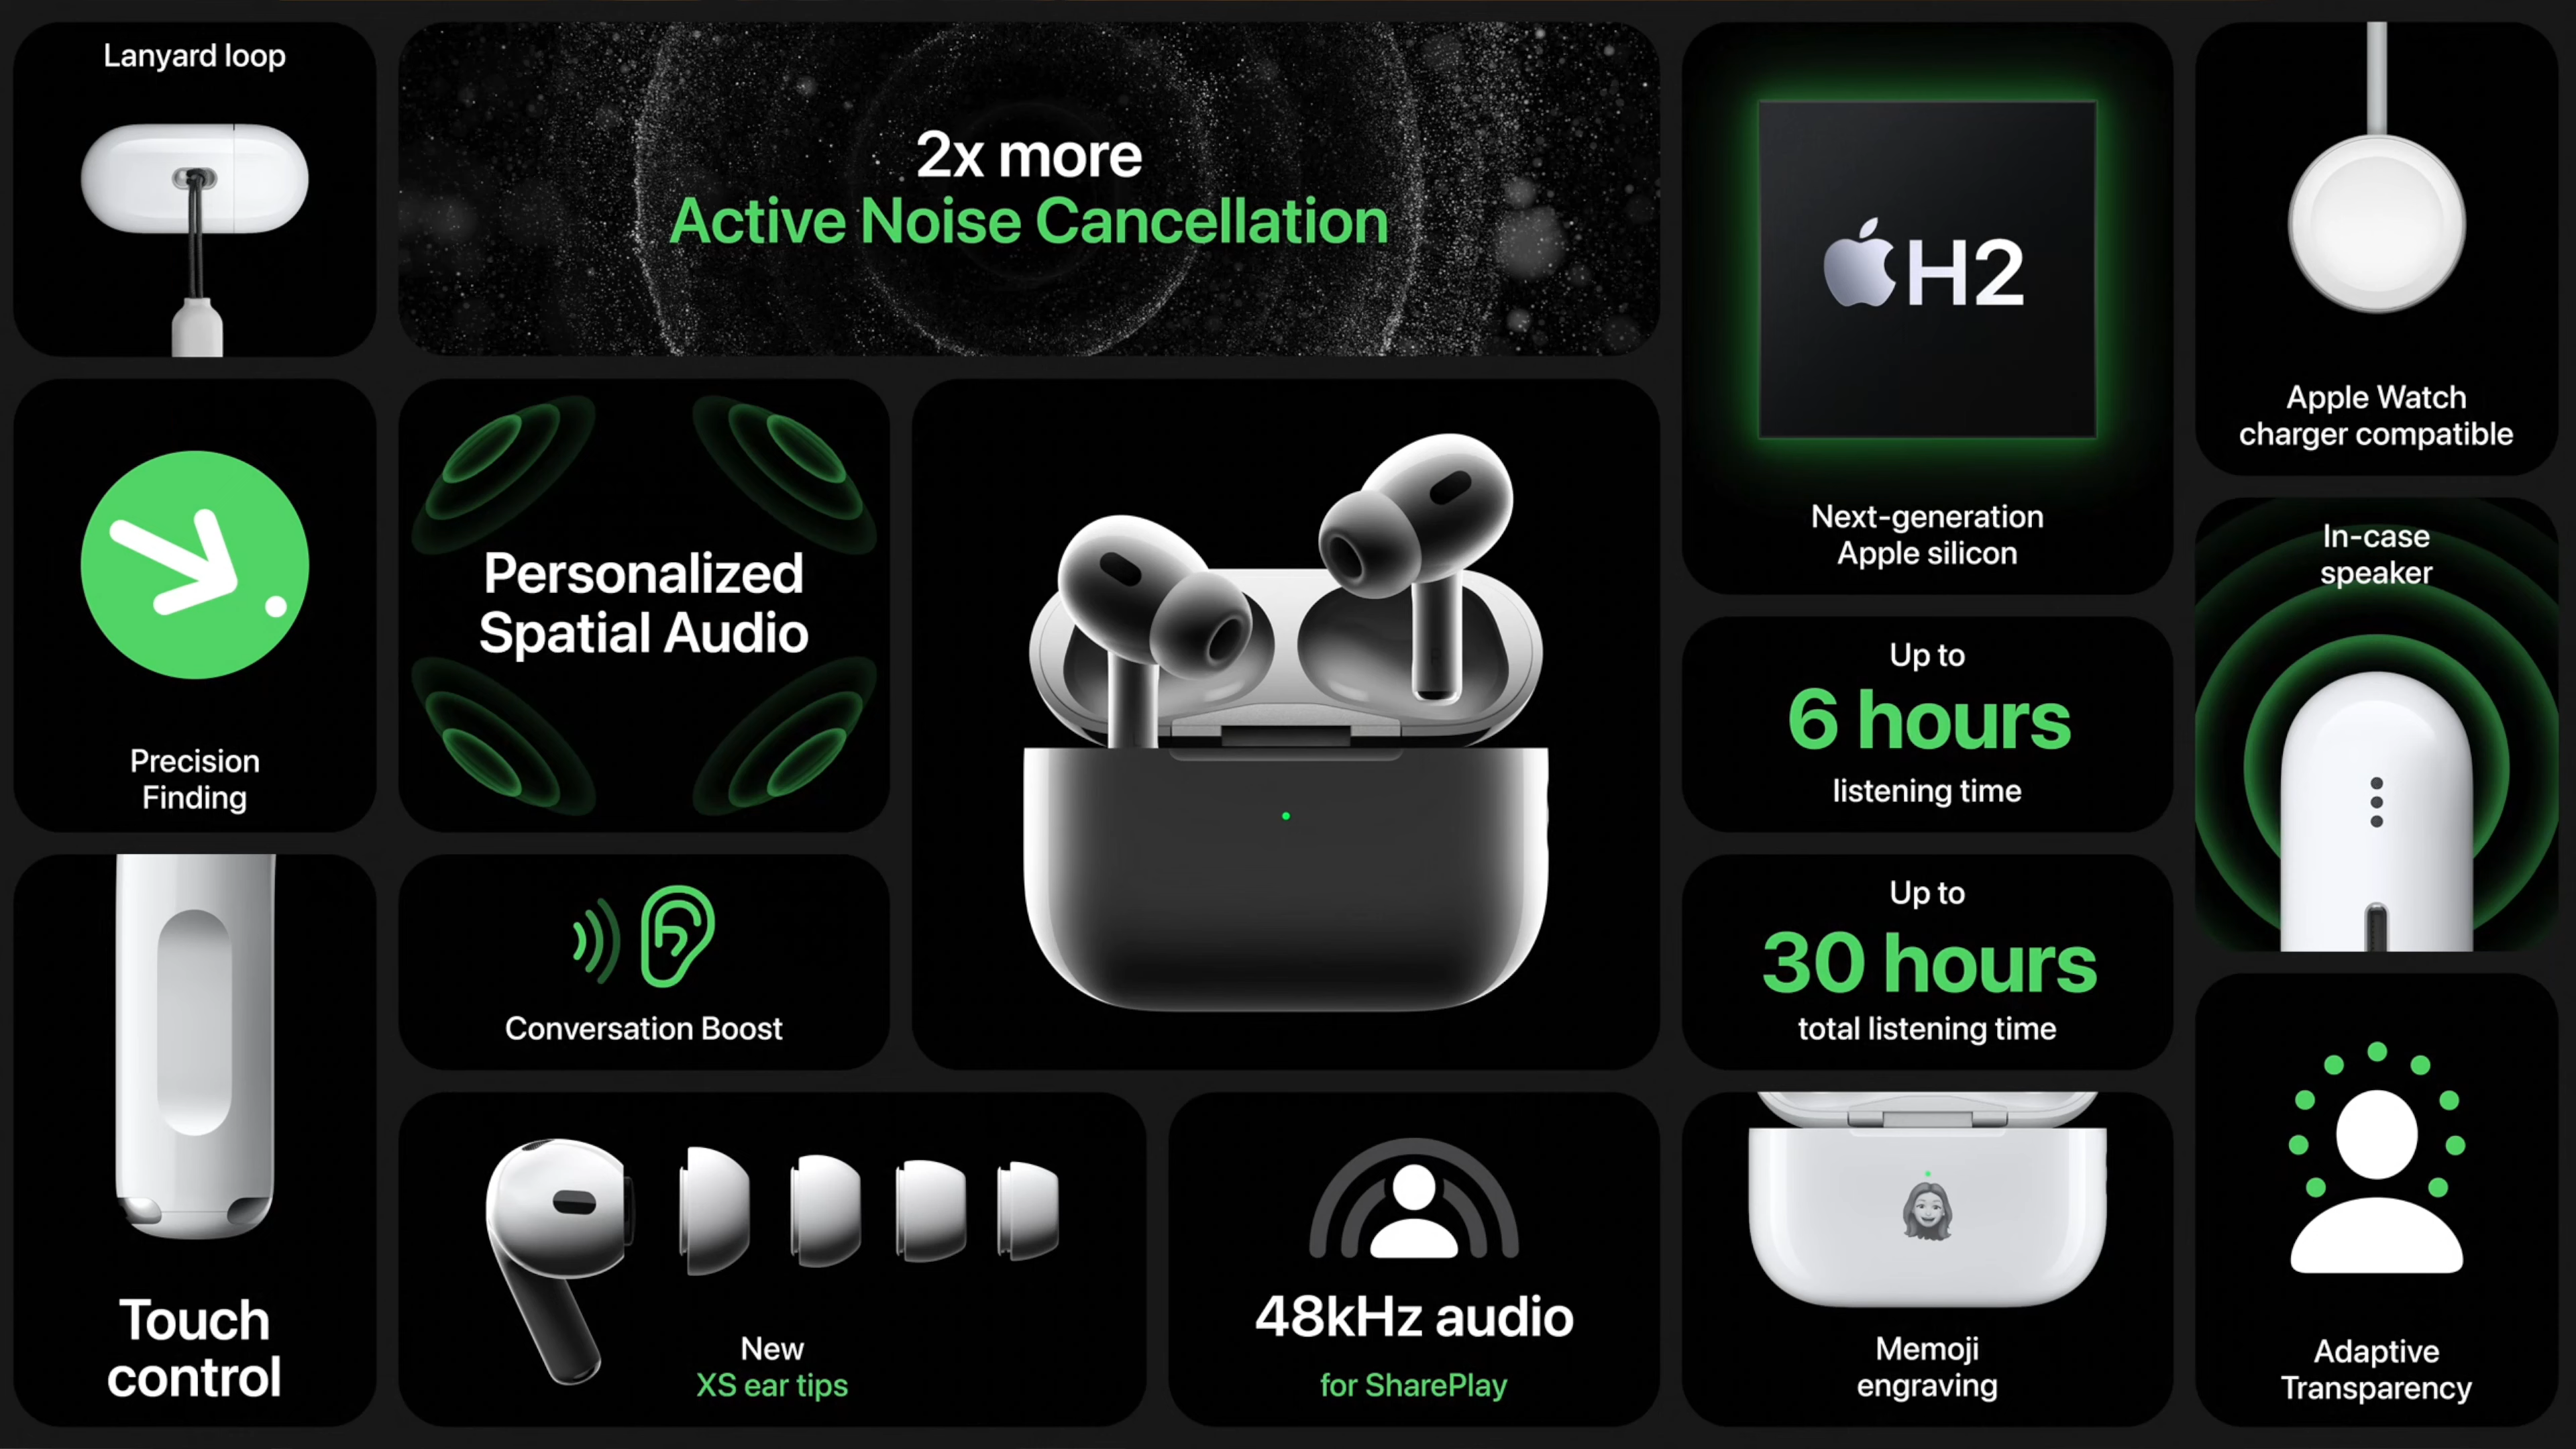 Lanyard loop
2x more
Active Noise Cancellation
H2
Next-generation
Apple silicon
Apple Watch
charger compatible
Precision
Finding
Personalized
Spatial Audio
In-case
speaker
Up to
6 hours
listening time
Up to
30 hours
total listening time
Touch
control
Conversation Boost
New
XS ear tips
48kHz audio
for SharePlay
Memoji
engraving
Adaptive
Transparency